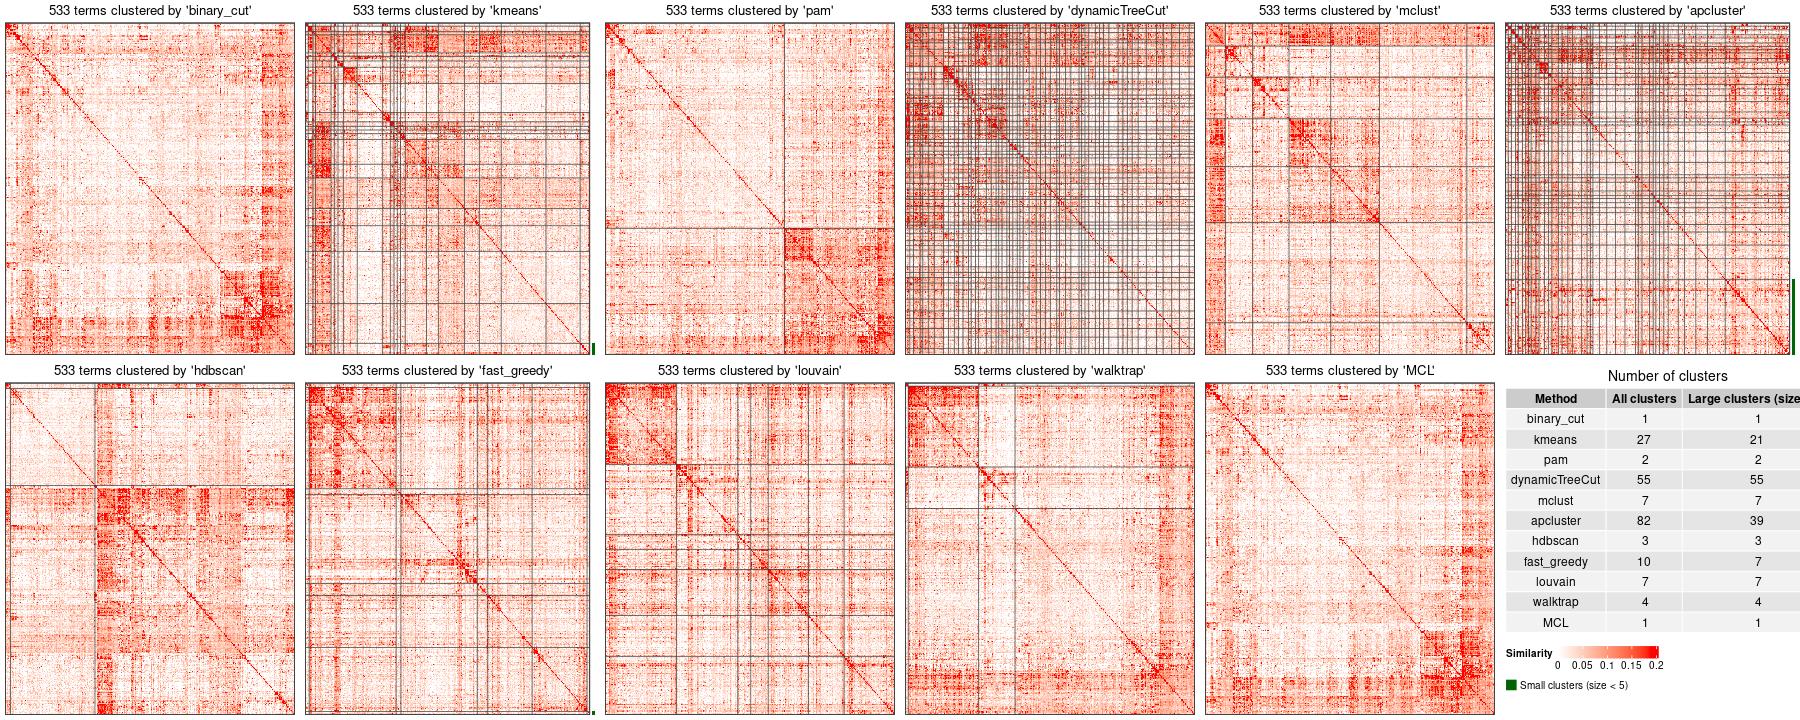 533 terms clustered by 'binary_cut'
533 terms clustered by 'kmeans'
533 terms clustered by 'pam'
533 terms clustered by 'dynamicTreeCut'
533 terms clustered by 'mclust'
533 terms clustered by 'apcluster'
533 terms clustered by 'hdbscan'
533 terms clustered by 'fast_greedy'
533 terms clustered by 'louvain'
533 terms clustered by 'walktrap'
533 terms clustered by 'MCL'
Number of clusters
Method All clusters Large clusters (size
binary_cut 1 1
kmeans 27 21
pam 2 2
dynamicTreeCut 55 55
mclust 7 7
apcluster 82 39
hdbscan 3 3
fast_greedy 10 7
louvain 7 7
walktrap 4 4
MCL 1 1
Similarity
0 0.05 0.1 0.15 0.2
Small clusters (size < 5)